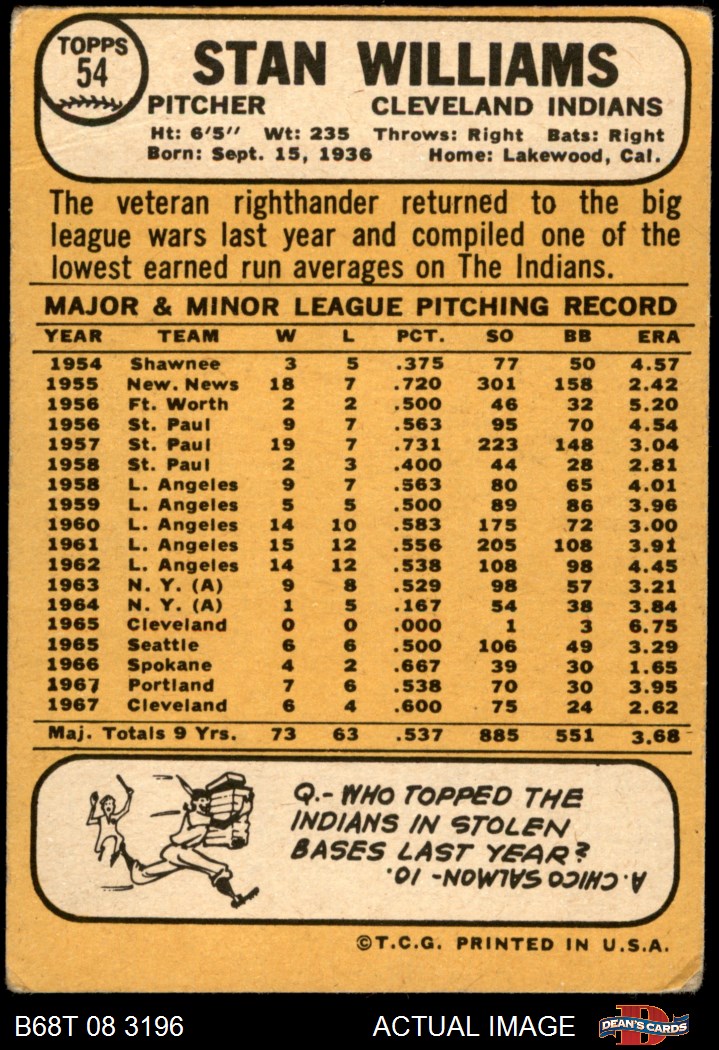 TOPPS
54
STAN WILLIAMS
PITCHER CLEVELAND INDIANS
Ht: 6'5" Wt: 235 Throws: Right Bats: Right
Born: Sept. 15, 1936 Home: Lakewood, Cal.
The veteran righthander returned to the big
league wars last year and compiled one of the
lowest earned run averages on The Indians.
MAJOR & MINOR LEAGUE PITCHING RECORD
YEAR TEAM W L PCT. SO BB ERA
1954 Shawnee 3 5 .375 77 50 4.57
1955 New. News 18 7 .720 301 158 2.42
1956 Ft. Worth 2 2 .500 46 32 5.20
1956 St. Paul 9 7 .563 95 70 4.54
1957 St. Paul 19 7 .731 223 148 3.04
1958 St. Paul 2 3 .400 44 28 2.81
1958 L. Angeles 9 7 .563 80 65 4.01
1959 L. Angeles 5 5 .500 89 86 3.96
1960 L. Angeles 14 10 .583 175 72 3.00
1961 L. Angeles 15 12 .556 205 108 3.91
1962 L. Angeles 14 12 .538 108 98 4.45
1963 N. Y. (A) 9 8 .529 98 57 3.21
1964 N. Y. (A) 1 5 .167 54 38 3.84
1965 Cleveland 0 0 .000 1 3 6.75
1965 Seattle 6 6 .500 106 49 3.29
1966 Spokane 4 2 .667 39 30 1.65
1967 Portland 7 6 .538 70 30 3.95
1967 Cleveland 6 4 .600 75 24 2.62
Maj. Totals 9 Yrs. 73 63 .537 885 551 3.68
Q.- WHO TOPPED THE
INDIANS IN STOLEN
BASES LAST YEAR?
A. CHICO SALMON- 10.
©T.C.G. PRINTED IN U.S.A.
B68T 08 3196 ACTUAL IMAGE
D
DEAN'S CARDS